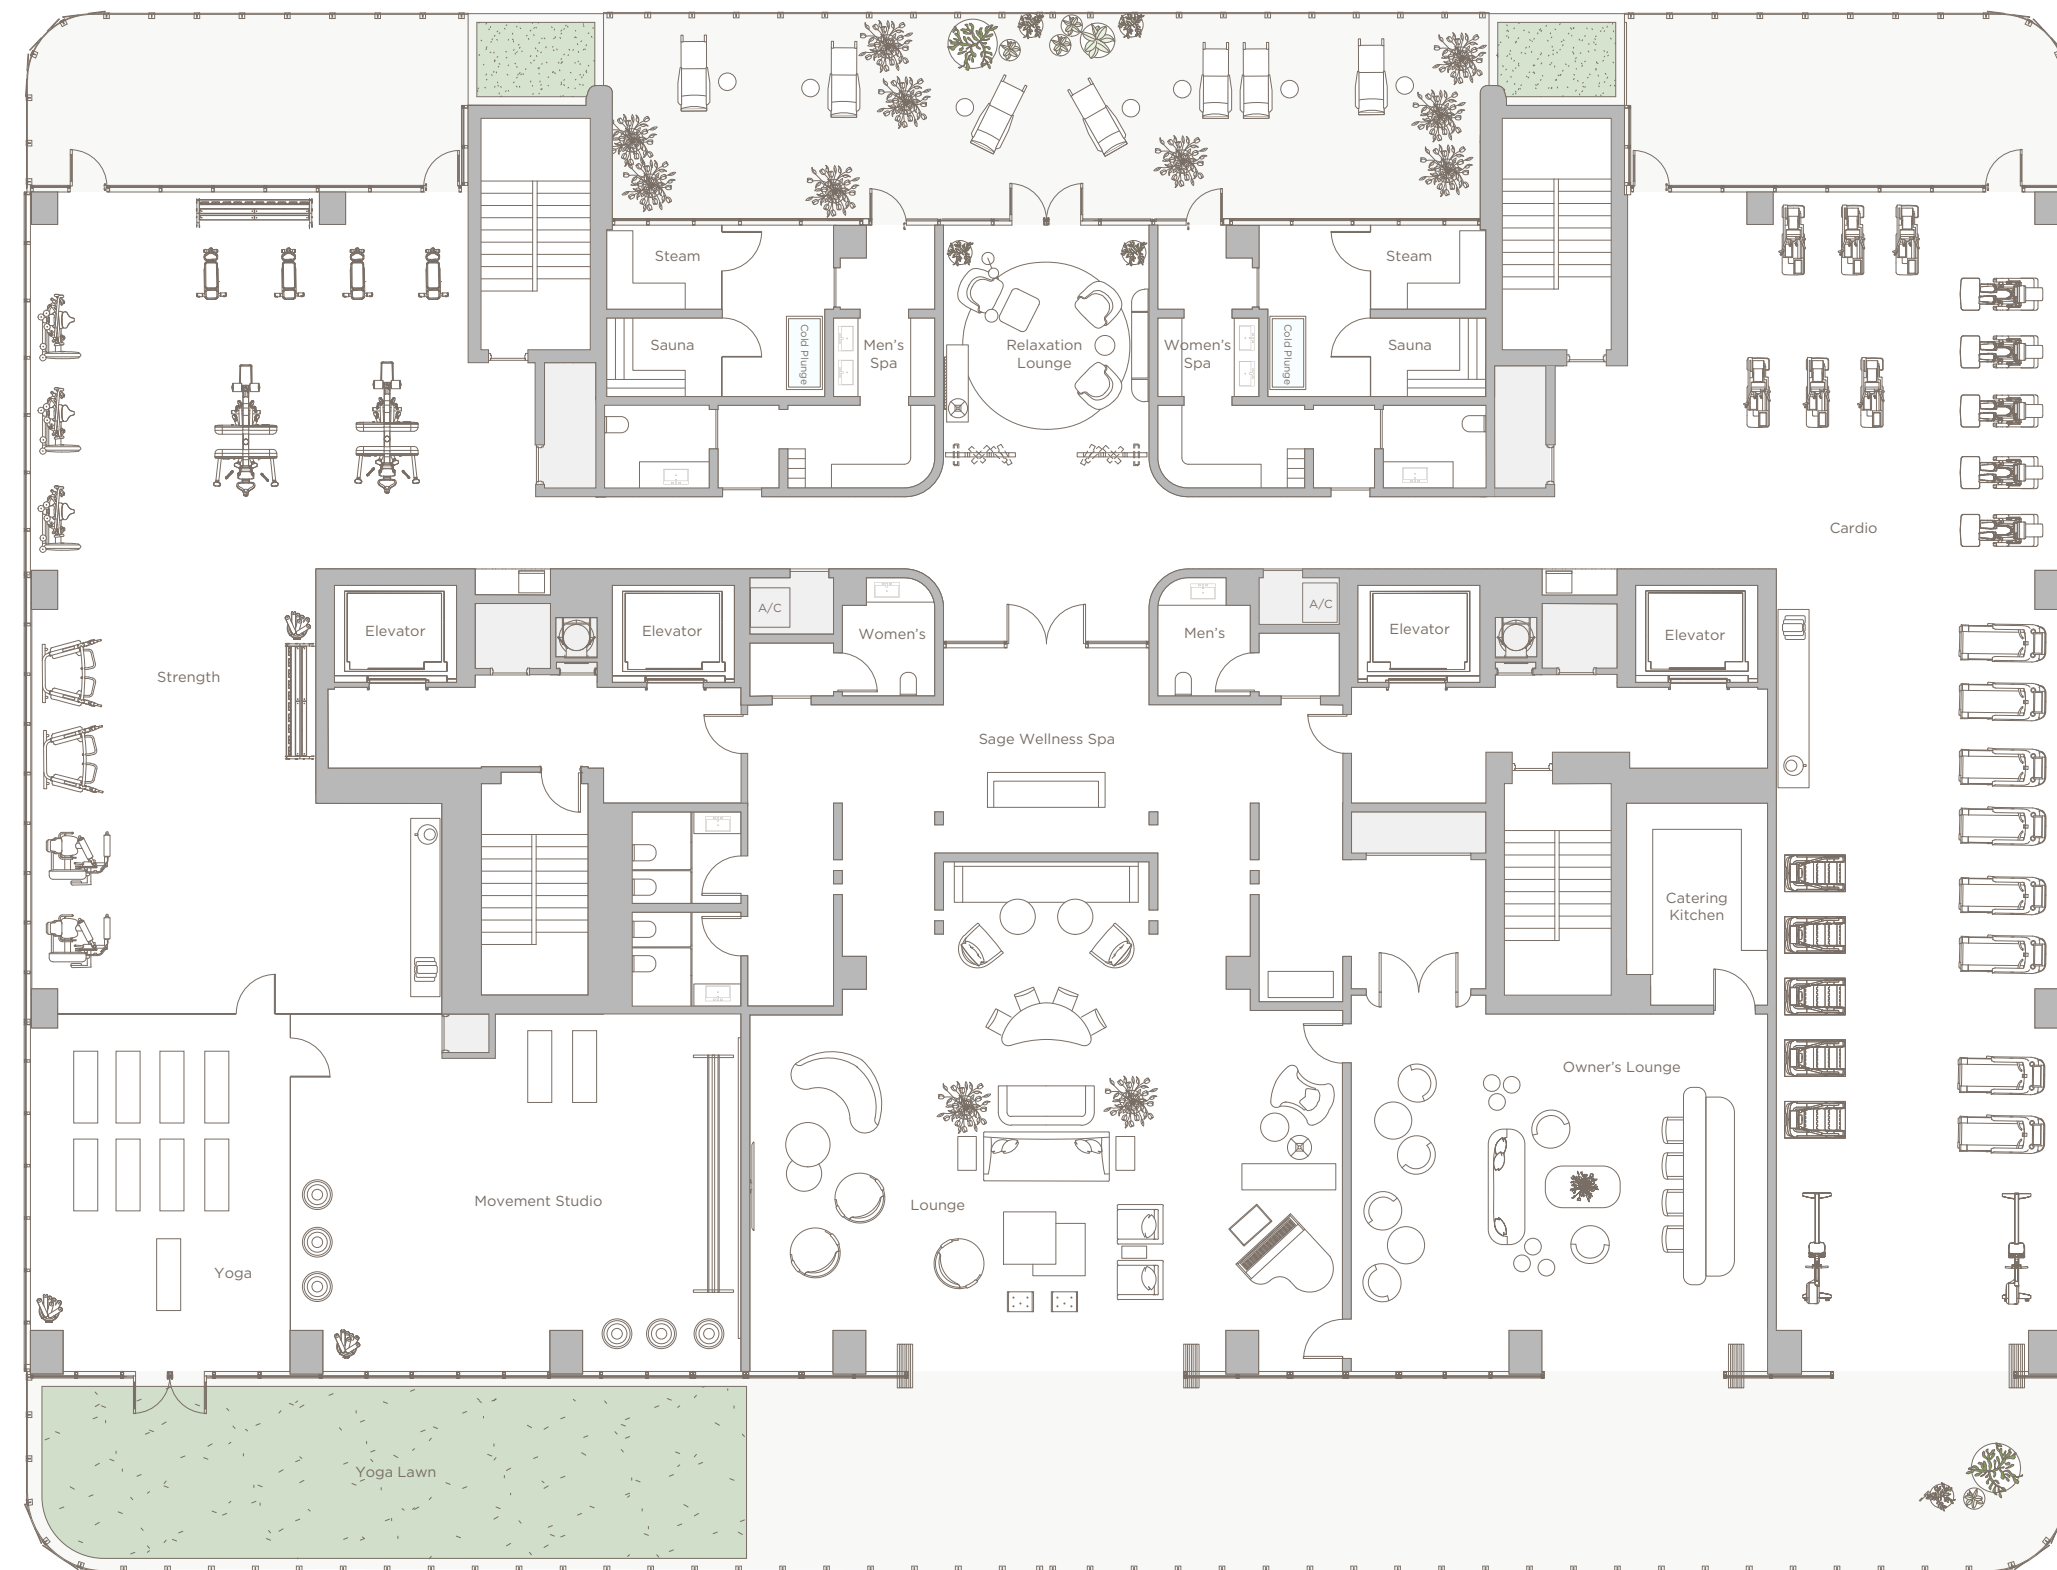 Steam
Steam
Sauna
Cold Plunge
Men's
Spa
Relaxation
Lounge
Women's
Spa
Cold Plunge
Sauna
Cardio
Elevator
Elevator
A/C
Women's
Men's
A/C
Elevator
Elevator
Strength
Sage Wellness Spa
Catering
Kitchen
Owner's Lounge
Movement Studio
Lounge
Yoga
Yoga Lawn